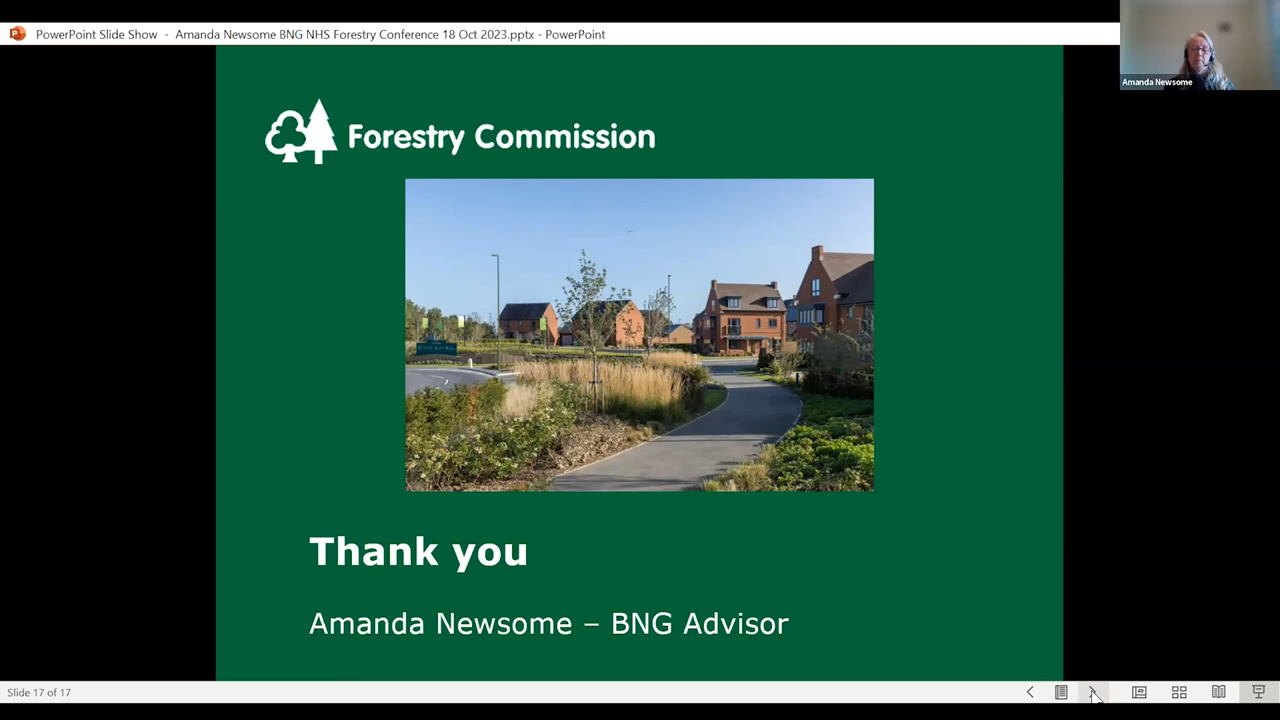 PowerPoint Slide Show - Amanda Newsome BNG NHS Forestry Conference 18 Oct 2023.pptx - PowerPoint
Amanda Newsome
Forestry Commission
Thank you
Amanda Newsome – BNG Advisor
Slide 17 of 17